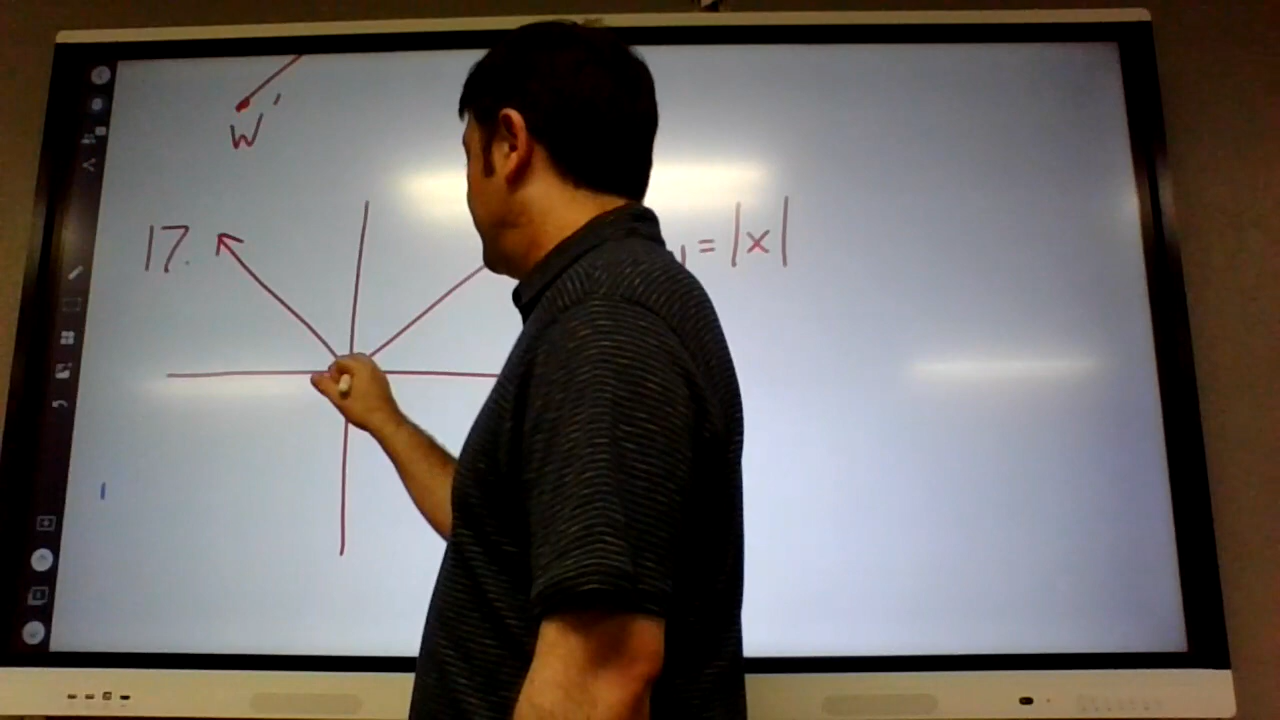 W'
17.
= |x|